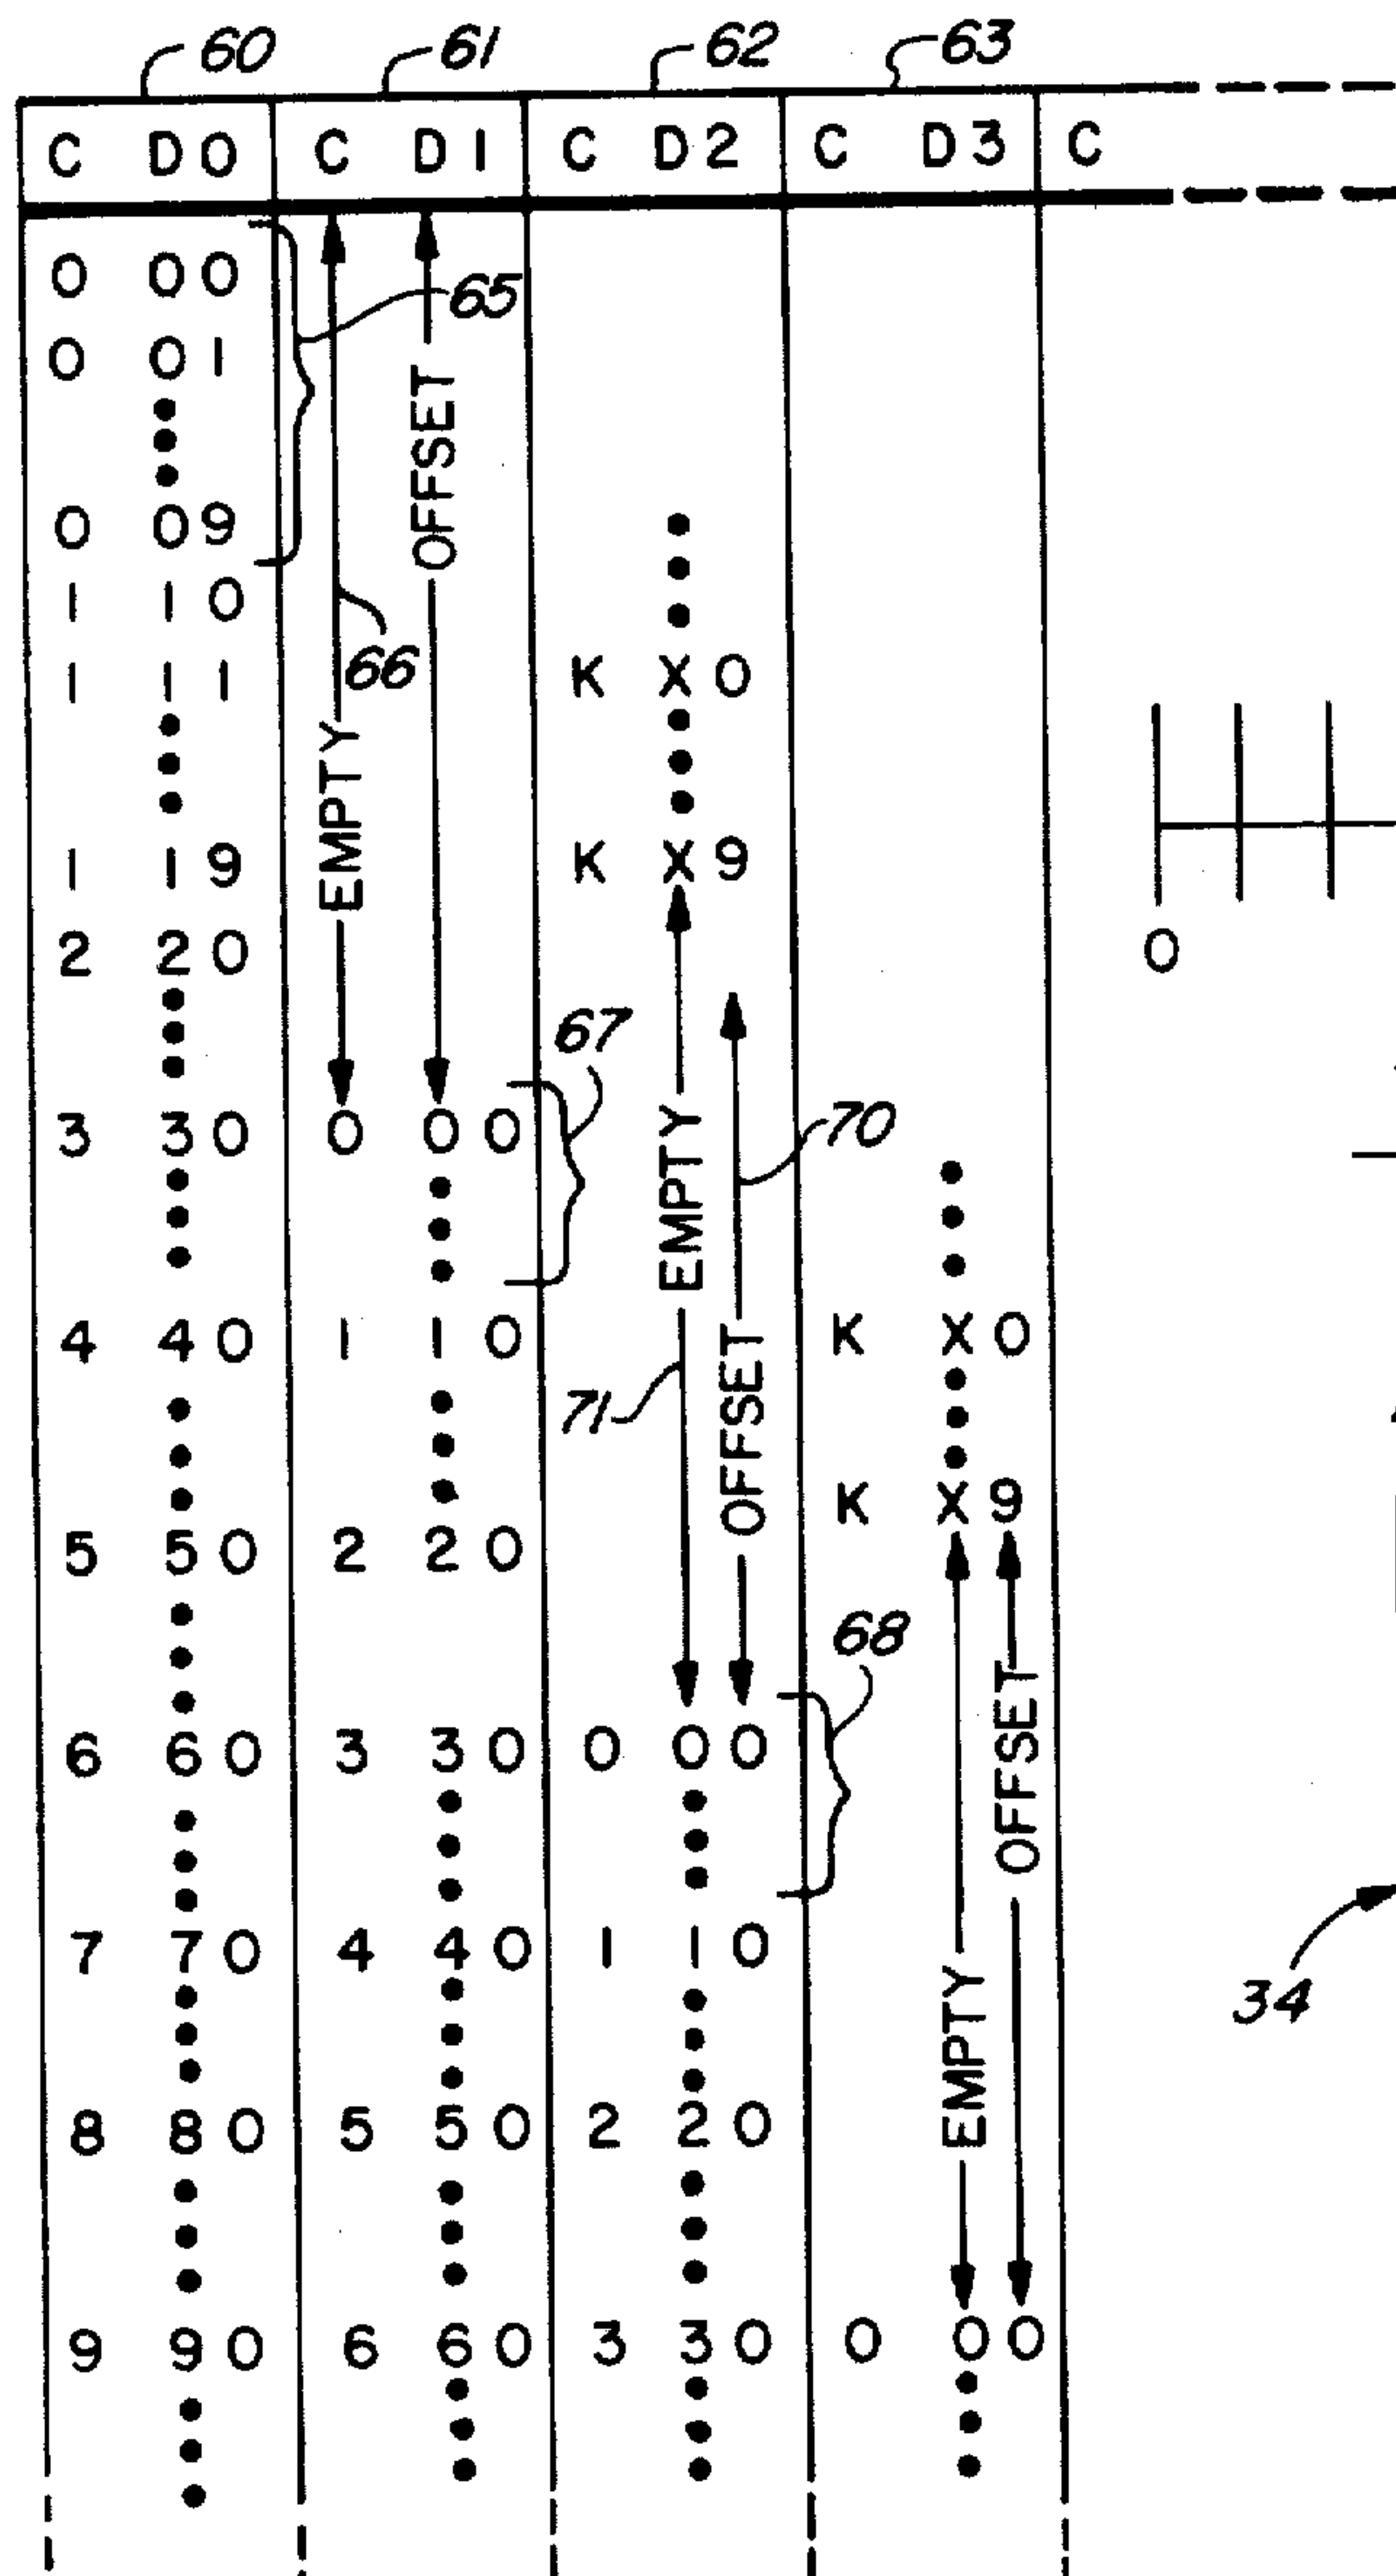 60 61 62 63
C D0 C D1 C D2 C D3 C
0 00
65
0 01
OFFSET
0 09
1 10
66
1 11 K X0
EMPTY
1 19 K X9
2 20
0
67
3 30 0 00
70
EMPTY
4 40 1 10 K X0
71
OFFSET
K X9
5 50 2 20
68
6 60 3 30 0 00
OFFSET
7 70 4 40 1 10
34
EMPTY
8 80 5 50 2 20
9 90 6 60 3 30 0 00